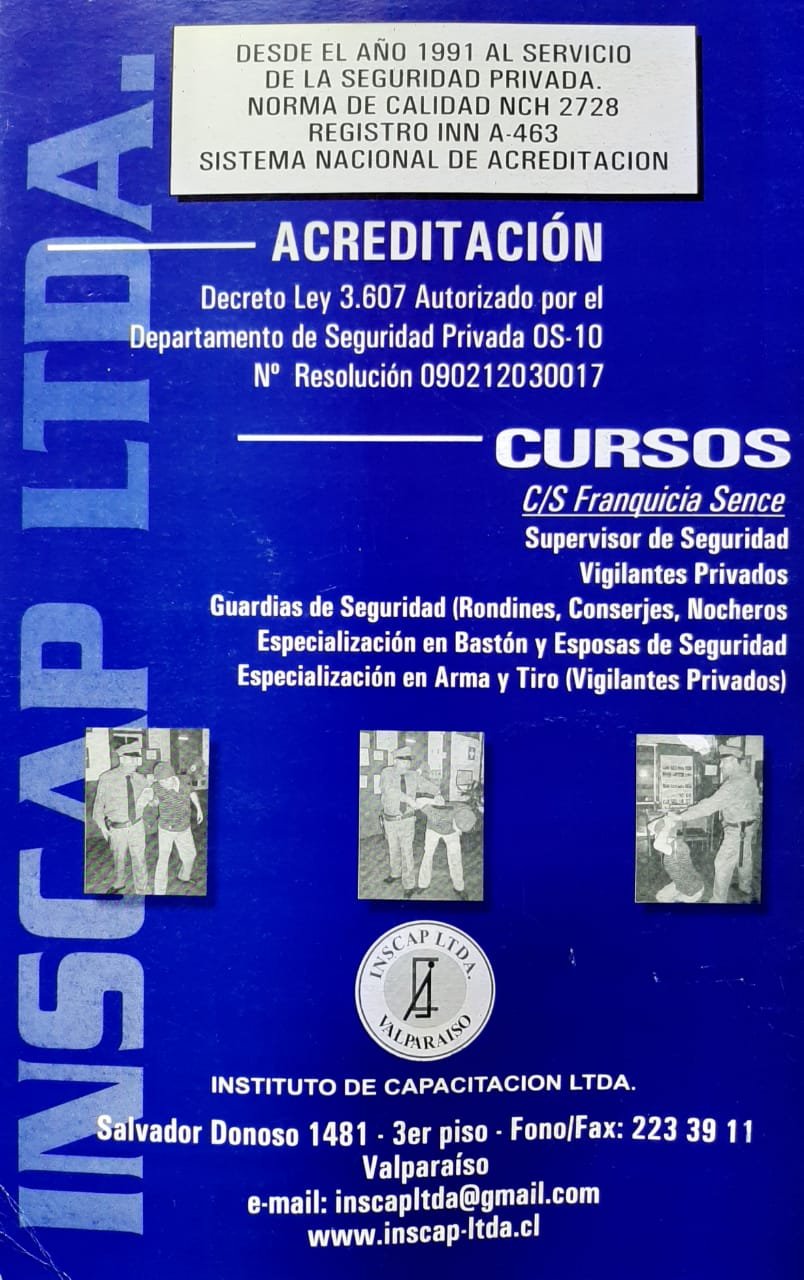 INSCAP LTDA.
DESDE EL AÑO 1991 AL SERVICIO
DE LA SEGURIDAD PRIVADA.
NORMA DE CALIDAD NCH 2728
REGISTRO INN A-463
SISTEMA NACIONAL DE ACREDITACION
ACREDITACIÓN
Decreto Ley 3.607 Autorizado por el
Departamento de Seguridad Privada OS-10
Nº Resolución 090212030017
CURSOS
C/S Franquicia Sence
Supervisor de Seguridad
Vigilantes Privados
Guardias de Seguridad (Rondines, Conserjes, Nocheros
Especialización en Bastón y Esposas de Seguridad
Especialización en Arma y Tiro (Vigilantes Privados)
INSCAP LTDA.
VALPARAISO
INSTITUTO DE CAPACITACION LTDA.
Salvador Donoso 1481 - 3er piso - Fono/Fax: 223 39 11
Valparaíso
e-mail: inscapltda@gmail.com
www.inscap-ltda.cl